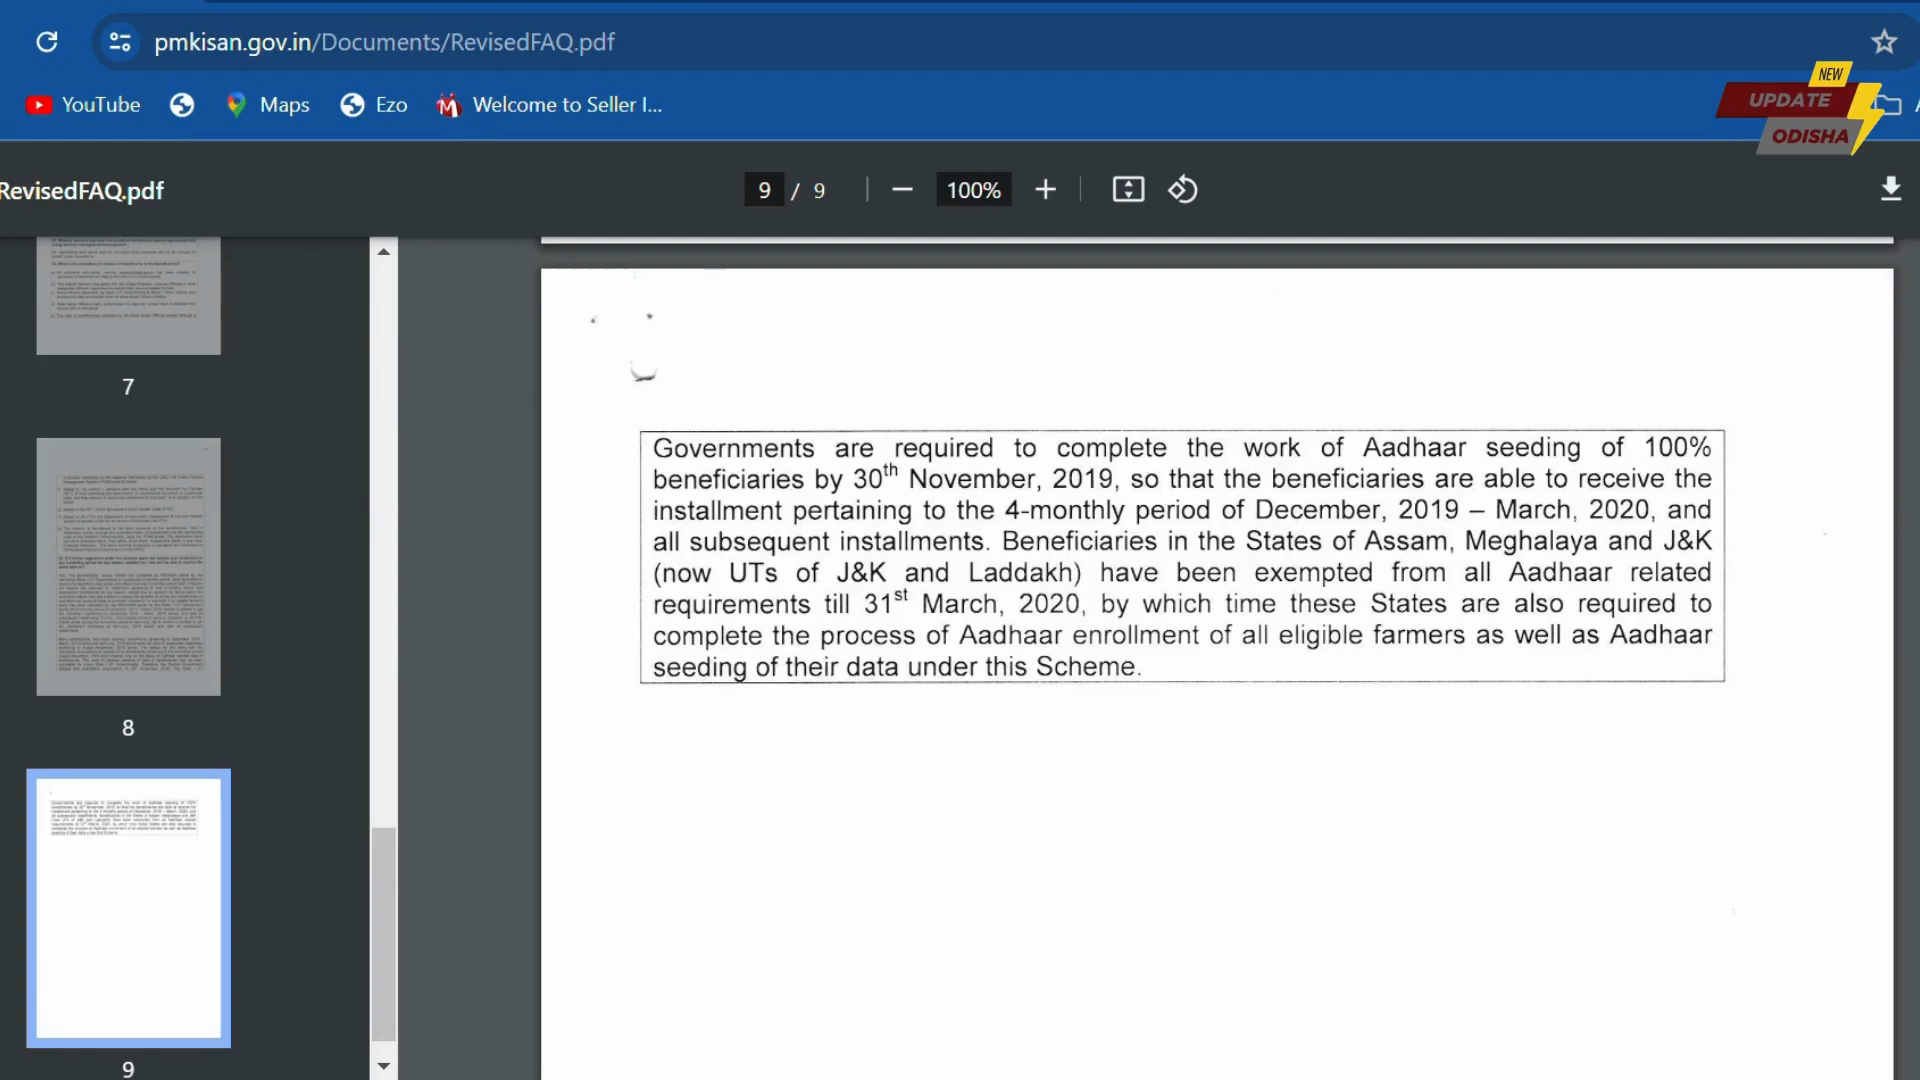 pmkisan.gov.in/Documents/RevisedFAQ.pdf
YouTube
Maps
Ezo
Welcome to Seller I...
NEW
UPDATE
ODISHA
RevisedFAQ.pdf
9 / 9
100%
7
8
9
Governments are required to complete the work of Aadhaar seeding of 100%
beneficiaries by 30th November, 2019, so that the beneficiaries are able to receive the
installment pertaining to the 4-monthly period of December, 2019 – March, 2020, and
all subsequent installments. Beneficiaries in the States of Assam, Meghalaya and J&K
(now UTs of J&K and Laddakh) have been exempted from all Aadhaar related
requirements till 31st March, 2020, by which time these States are also required to
complete the process of Aadhaar enrollment of all eligible farmers as well as Aadhaar
seeding of their data under this Scheme.